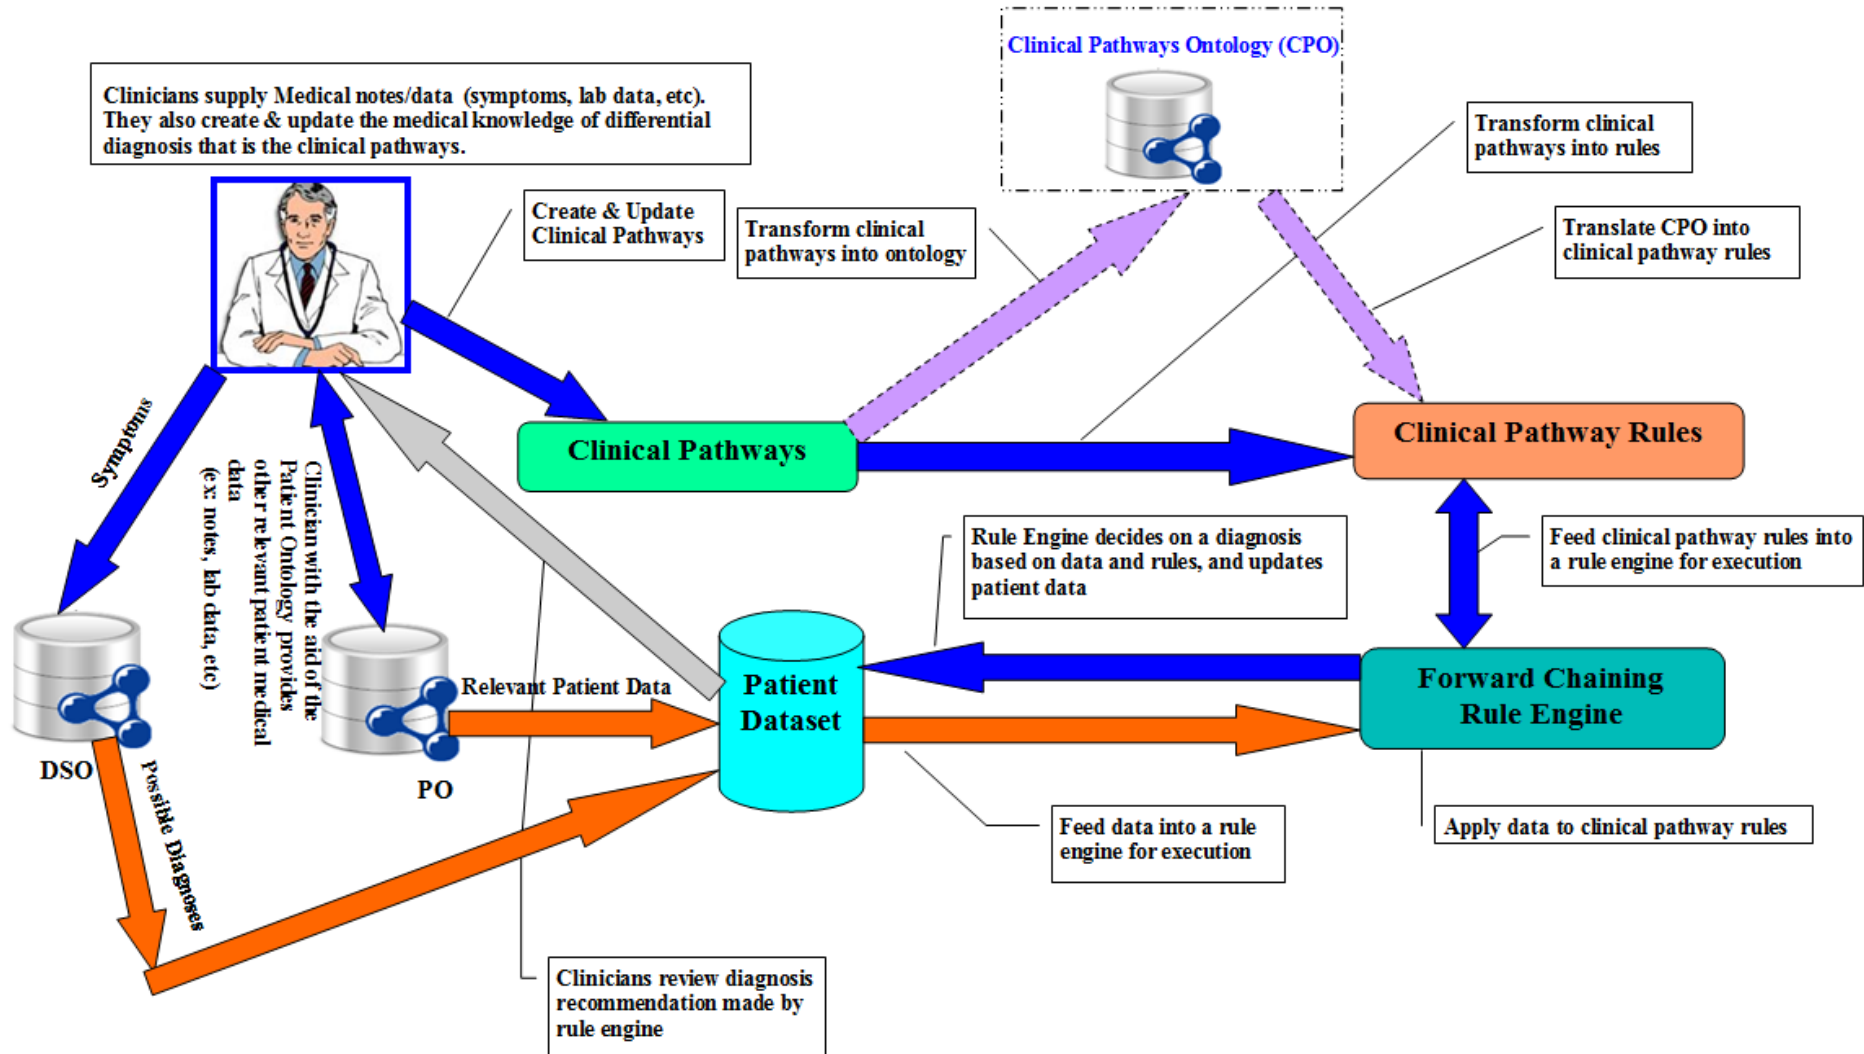 Clinical Pathways Ontology (CPO)
Clinicians supply Medical notes/data (symptoms, lab data, etc).
They also create & update the medical knowledge of differential
diagnosis that is the clinical pathways.
Transform clinical
pathways into rules
Create & Update
Clinical Pathways
Transform clinical
pathways into ontology
Translate CPO into
clinical pathway rules
Symptoms
Clinician with the aid of the
Patient Ontology provides
other relevant patient medical
data
(ex: notes, lab data, etc)
Clinical Pathways
Clinical Pathway Rules
Rule Engine decides on a diagnosis
based on data and rules, and updates
patient data
Feed clinical pathway rules into
a rule engine for execution
Relevant Patient Data
Patient
Dataset
Forward Chaining
Rule Engine
DSO
PO
Possible Diagnoses
Feed data into a rule
engine for execution
Apply data to clinical pathway rules
Clinicians review diagnosis
recommendation made by
rule engine